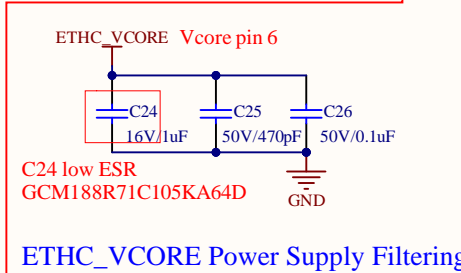 ETHC_VCORE Vcore pin 6
C24 C25 C26
16V/1uF 50V/470pF 50V/0.1uF
C24 low ESR
GCM188R71C105KA64D
GND
ETHC_VCORE Power Supply Filtering